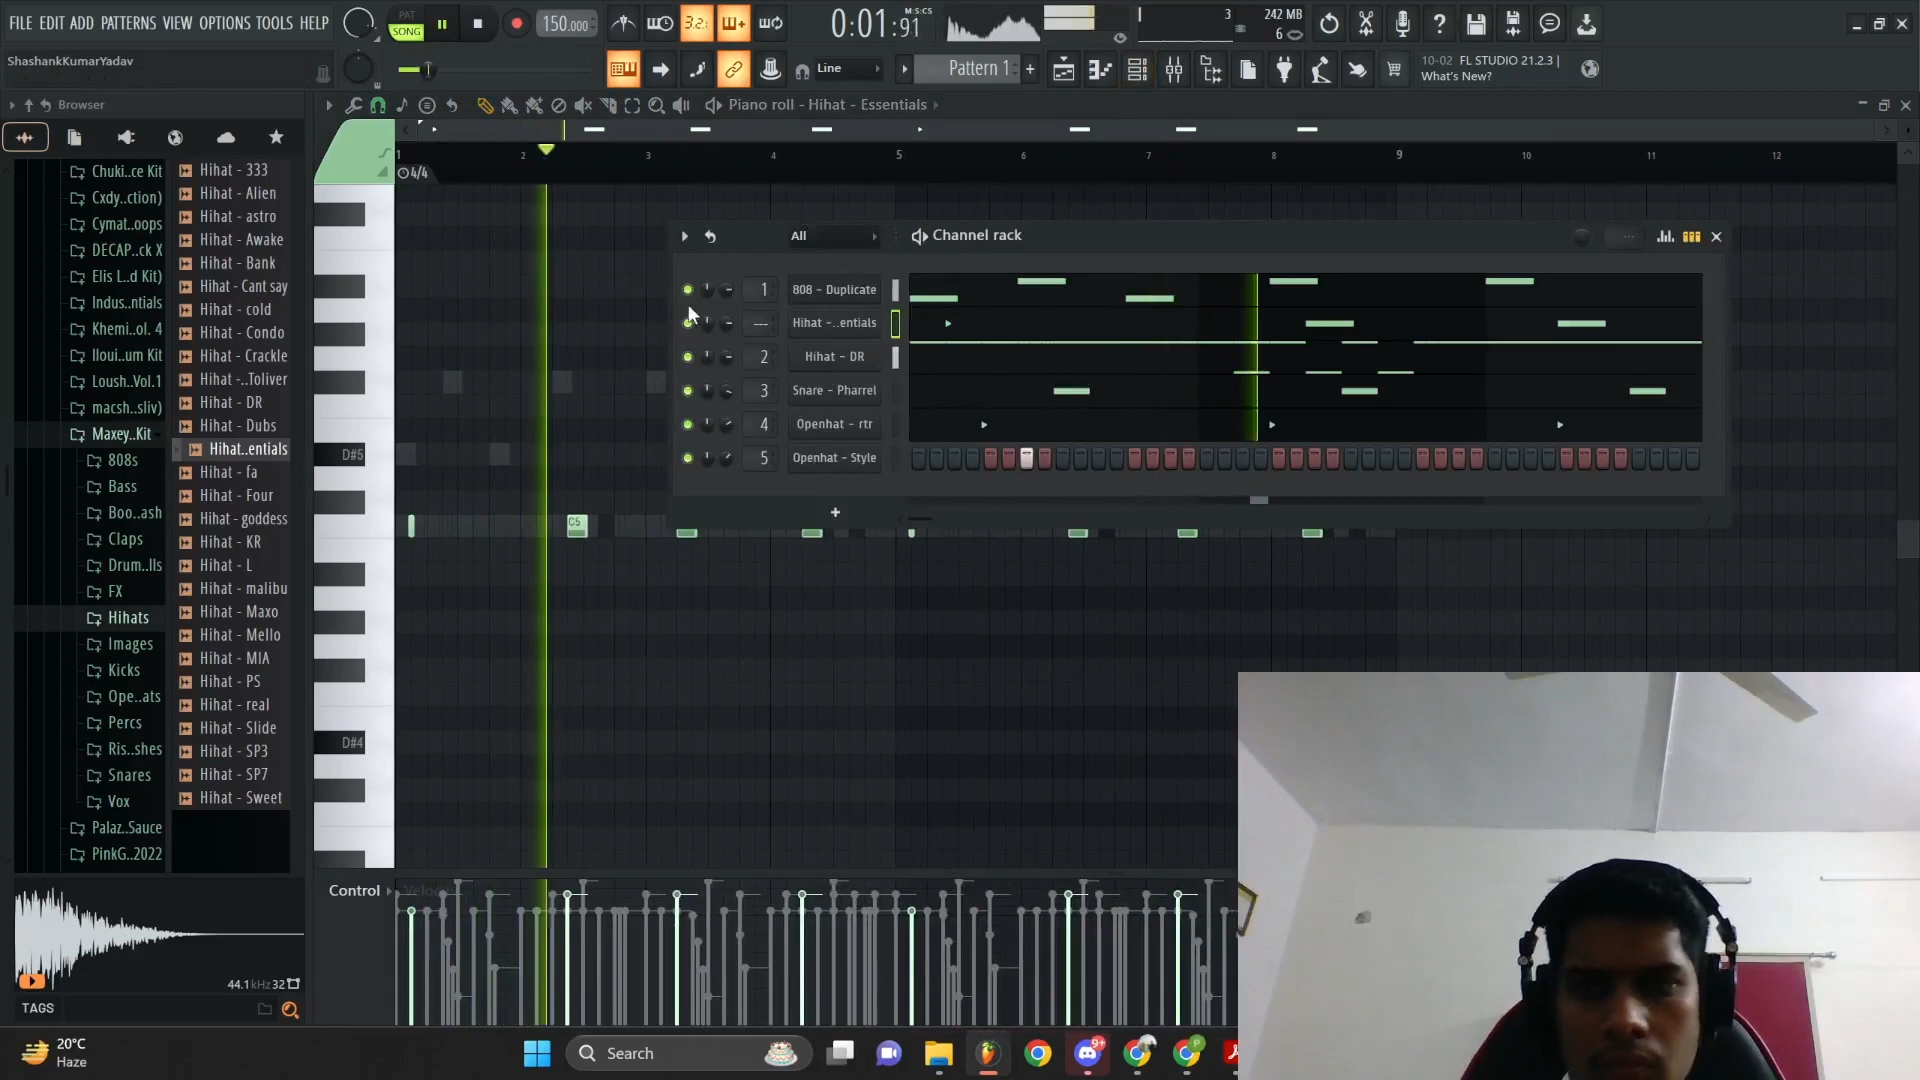 FILE EDIT ADD PATTERNS VIEW OPTIONS TOOLS HELP
PAT
SONG
150.000
3.2
0:01:91
M:S:CS
3
242 MB
6
ShashankKumarYadav
Line
Pattern 1
+
10-02 FL STUDIO 21.2.3 |
What's New?
Browser
Piano roll - Hihat - Essentials
1 2 3 4 5 6 7 8 9 10 11 12
4/4
Chuki..ce Kit
Cxdy..ction)
Cymat..oops
DECAP..ck X
Elis L..d Kit)
Indus..ntials
Khemi..ol. 4
Iloui..um Kit
Loush..Vol.1
macsh..sliv)
Maxey..Kit
808s
Bass
Boo..ash
Claps
Drum..lls
FX
Hihats
Images
Kicks
Ope..ats
Percs
Ris..shes
Snares
Vox
Palaz..Sauce
PinkG..2022
Hihat - 333
Hihat - Alien
Hihat - astro
Hihat - Awake
Hihat - Bank
Hihat - Cant say
Hihat - cold
Hihat - Condo
Hihat - Crackle
Hihat -..Toliver
Hihat - DR
Hihat - Dubs
Hihat..entials
Hihat - fa
Hihat - Four
Hihat - goddess
Hihat - KR
Hihat - L
Hihat - malibu
Hihat - Maxo
Hihat - Mello
Hihat - MIA
Hihat - PS
Hihat - real
Hihat - Slide
Hihat - SP3
Hihat - SP7
Hihat - Sweet
D#5
C5
D#4
All
Channel rack
1 808 - Duplicate
--- Hihat -..entials
2 Hihat - DR
3 Snare - Pharrel
4 Openhat - rtr
5 Openhat - Style
+
Control
44.1kHz 32
TAGS
20°C
Haze
Search
9+
P